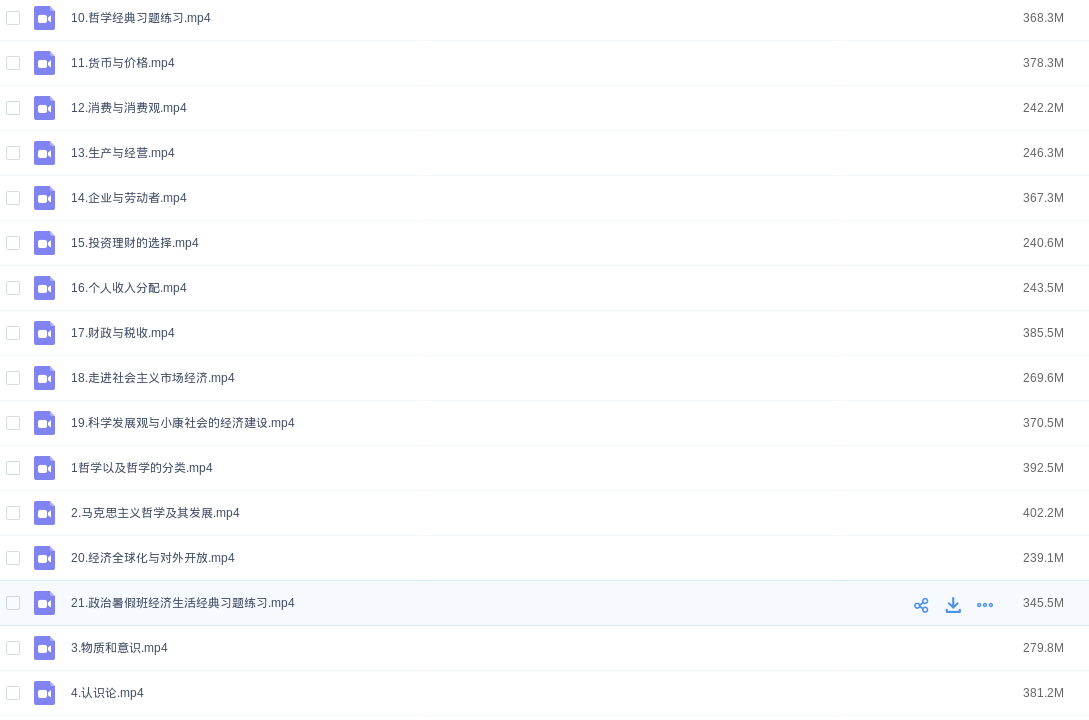 10.哲学经典习题练习.mp4 368.3M
11.货币与价格.mp4 378.3M
12.消费与消费观.mp4 242.2M
13.生产与经营.mp4 246.3M
14.企业与劳动者.mp4 367.3M
15.投资理财的选择.mp4 240.6M
16.个人收入分配.mp4 243.5M
17.财政与税收.mp4 385.5M
18.走进社会主义市场经济.mp4 269.6M
19.科学发展观与小康社会的经济建设.mp4 370.5M
1哲学以及哲学的分类.mp4 392.5M
2.马克思主义哲学及其发展.mp4 402.2M
20.经济全球化与对外开放.mp4 239.1M
21.政治暑假班经济生活经典习题练习.mp4 345.5M
3.物质和意识.mp4 279.8M
4.认识论.mp4 381.2M